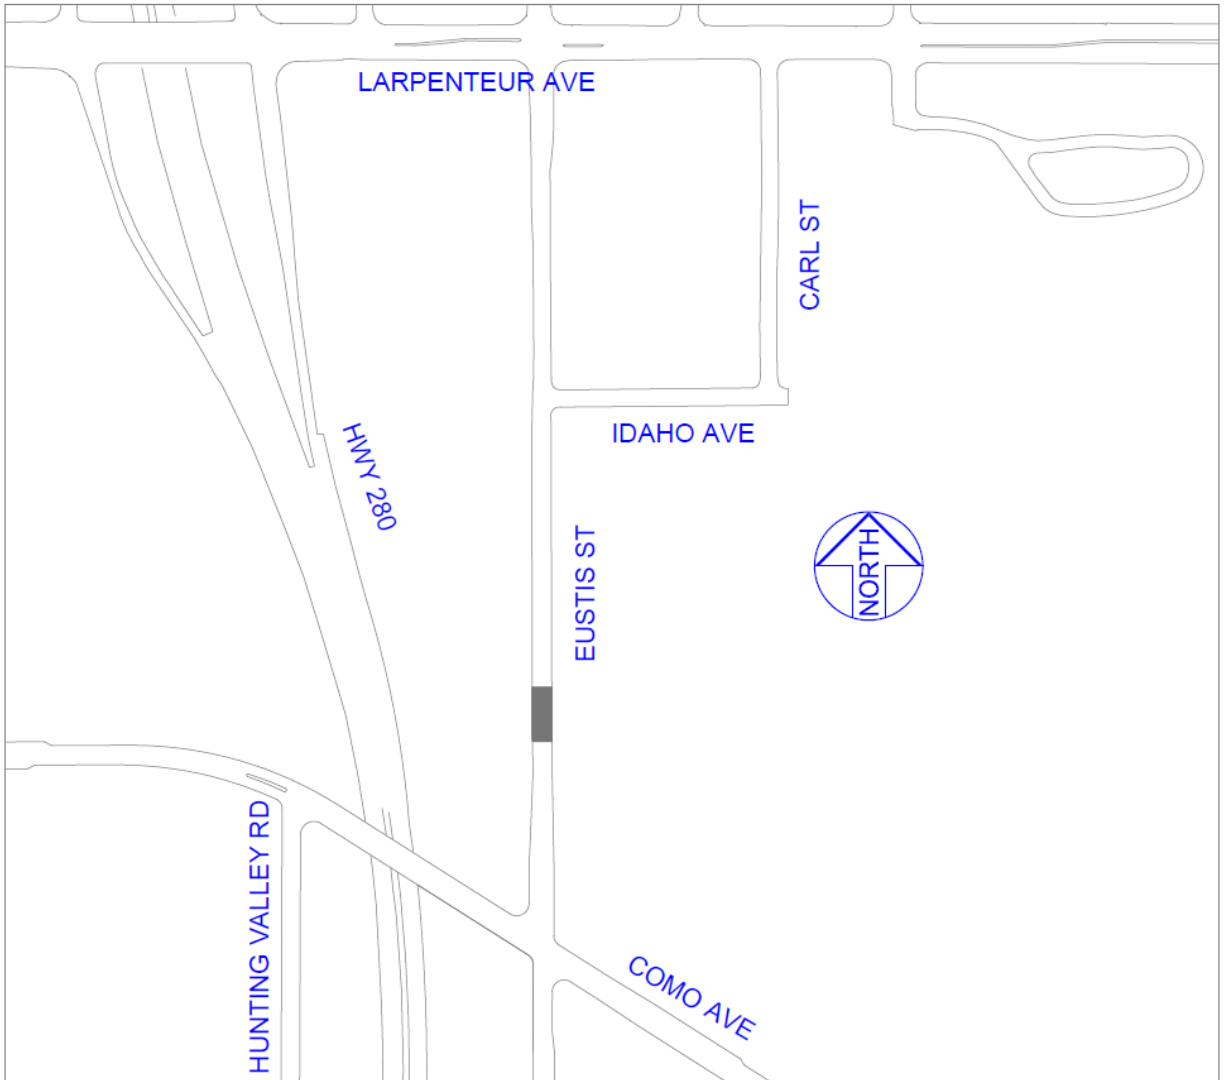 LARPENTEUR AVE
CARL ST
IDAHO AVE
HWY 280
EUSTIS ST
NORTH
HUNTING VALLEY RD
COMO AVE